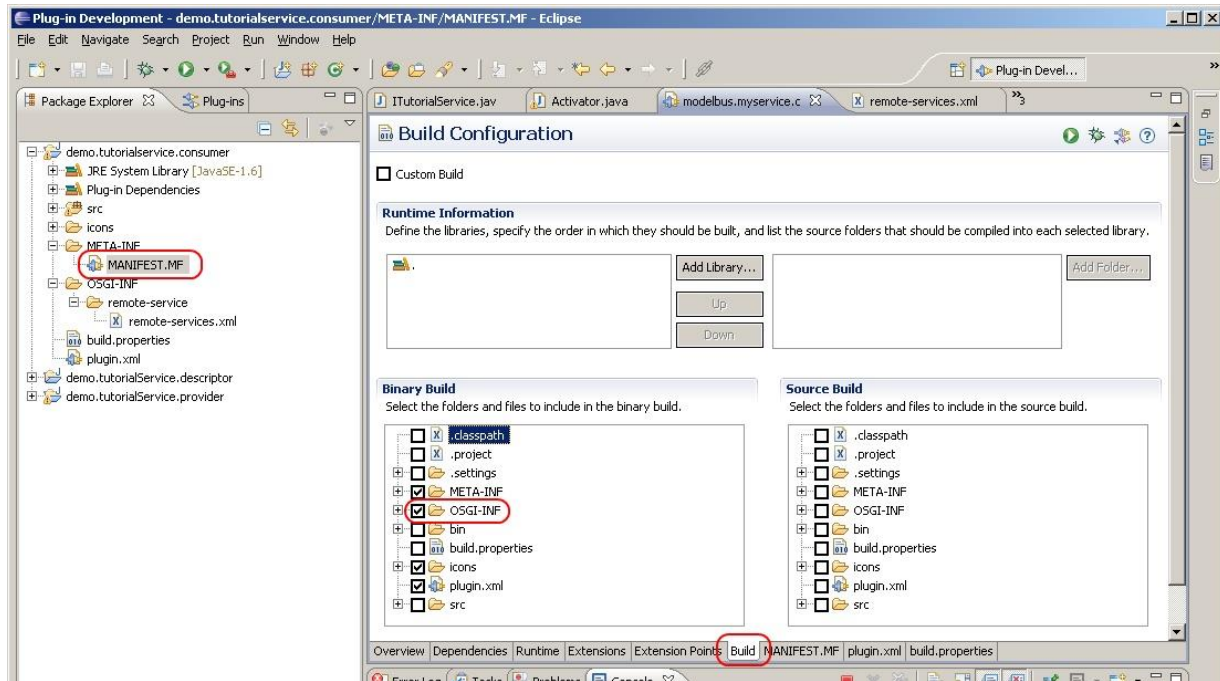 Plug-in Development - demo.tutorialservice.consumer/META-INF/MANIFEST.MF - Eclipse
File Edit Navigate Search Project Run Window Help
Plug-in Devel...
»
Package Explorer
Plug-ins
ITutorialService.jav
Activator.java
modelbus.myservice.c
remote-services.xml
»3
demo.tutorialservice.consumer
JRE System Library [JavaSE-1.6]
Plug-in Dependencies
src
icons
META-INF
MANIFEST.MF
OSGI-INF
remote-service
remote-services.xml
build.properties
plugin.xml
demo.tutorialService.descriptor
demo.tutorialService.provider
Build Configuration
Custom Build
Runtime Information
Define the libraries, specify the order in which they should be built, and list the source folders that should be compiled into each selected library.
.
Add Library...
Up
Down
Add Folder...
Binary Build
Select the folders and files to include in the binary build.
.classpath
.project
.settings
META-INF
OSGI-INF
bin
build.properties
icons
plugin.xml
src
Source Build
Select the folders and files to include in the source build.
.classpath
.project
.settings
META-INF
OSGI-INF
bin
build.properties
icons
plugin.xml
src
Overview Dependencies Runtime Extensions Extension Points Build MANIFEST.MF plugin.xml build.properties
Error Log Tasks Problems Console